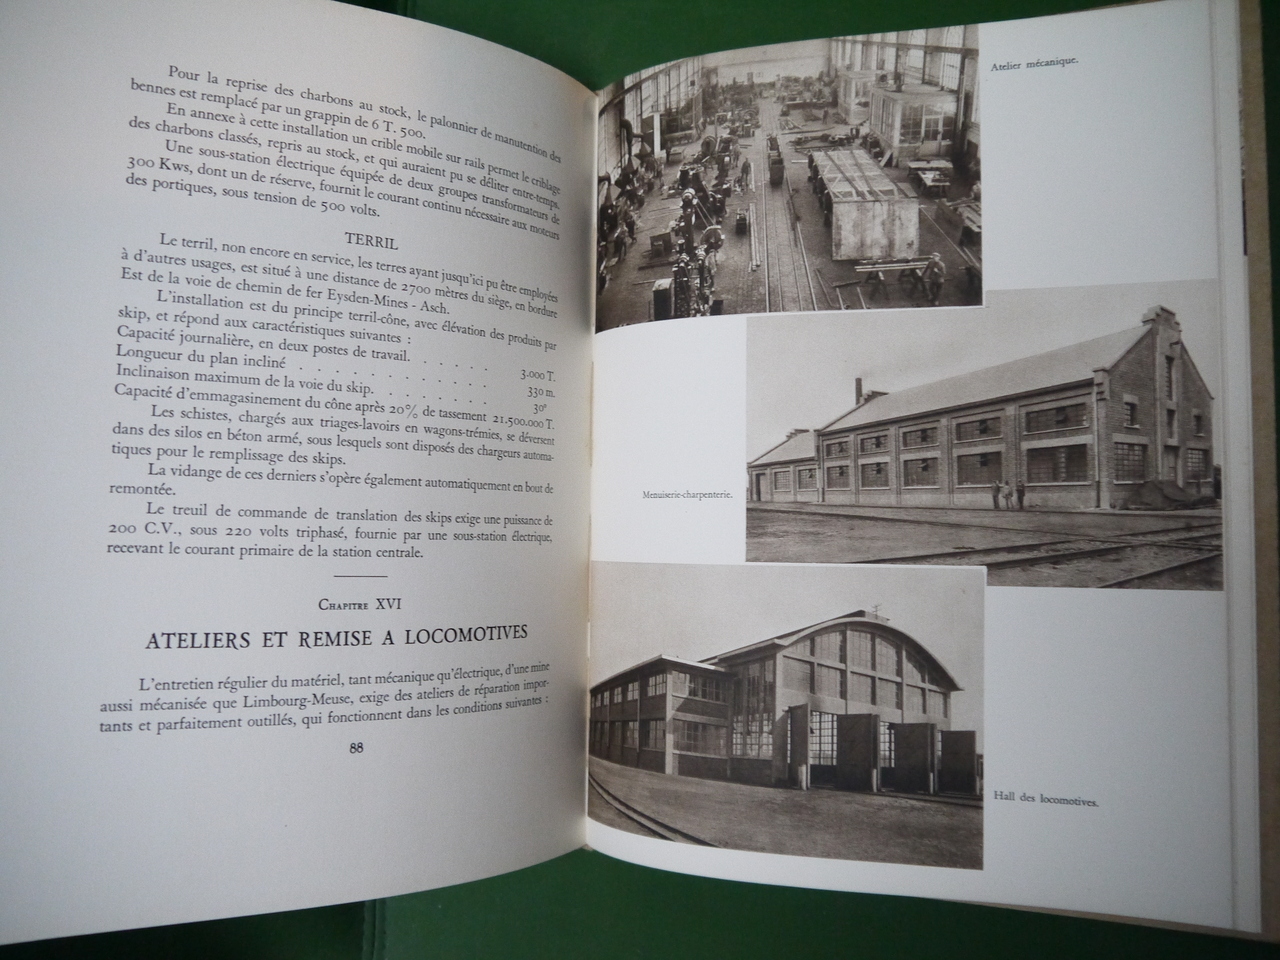 Pour la reprise des charbons au stock, le palonnier de manutention des
bennes est remplacé par un grappin de 6 T. 500.
En annexe à cette installation un crible mobile sur rails permet le criblage
des charbons classés, repris au stock, et qui auraient pu se déliter entre-temps.
Une sous-station électrique équipée de deux groupes transformateurs de
300 Kws, dont un de réserve, fournit le courant continu nécessaire aux moteurs
des portiques, sous tension de 500 volts.
TERRIL
Le terril, non encore en service, les terres ayant jusqu'ici pu être employées
à d'autres usages, est situé à une distance de 2700 mètres du siège, en bordure
Est de la voie de chemin de fer Eysden-Mines - Asch.
L'installation est du principe terril-cône, avec élévation des produits par
skip, et répond aux caractéristiques suivantes :
Capacité journalière, en deux postes de travail. . . . . . 3.000 T.
Longueur du plan incliné . . . . . . . . . . . . 330 m.
Inclinaison maximum de la voie du skip. . . . . . . . 30°
Capacité d'emmagasinement du cône après 20% de tassement 21.500.000 T.
Les schistes, chargés aux triages-lavoirs en wagons-trémies, se déversent
dans des silos en béton armé, sous lesquels sont disposés des chargeurs automa-
tiques pour le remplissage des skips.
La vidange de ces derniers s'opère également automatiquement en bout de
remontée.
Le treuil de commande de translation des skips exige une puissance de
200 C.V., sous 220 volts triphasé, fournie par une sous-station électrique,
recevant le courant primaire de la station centrale.
CHAPITRE XVI
ATELIERS ET REMISE A LOCOMOTIVES
L'entretien régulier du matériel, tant mécanique qu'électrique, d'une mine
aussi mécanisée que Limbourg-Meuse, exige des ateliers de réparation impor-
tants et parfaitement outillés, qui fonctionnent dans les conditions suivantes :
88
Atelier mécanique.
Menuiserie-charpenterie.
Hall des locomotives.